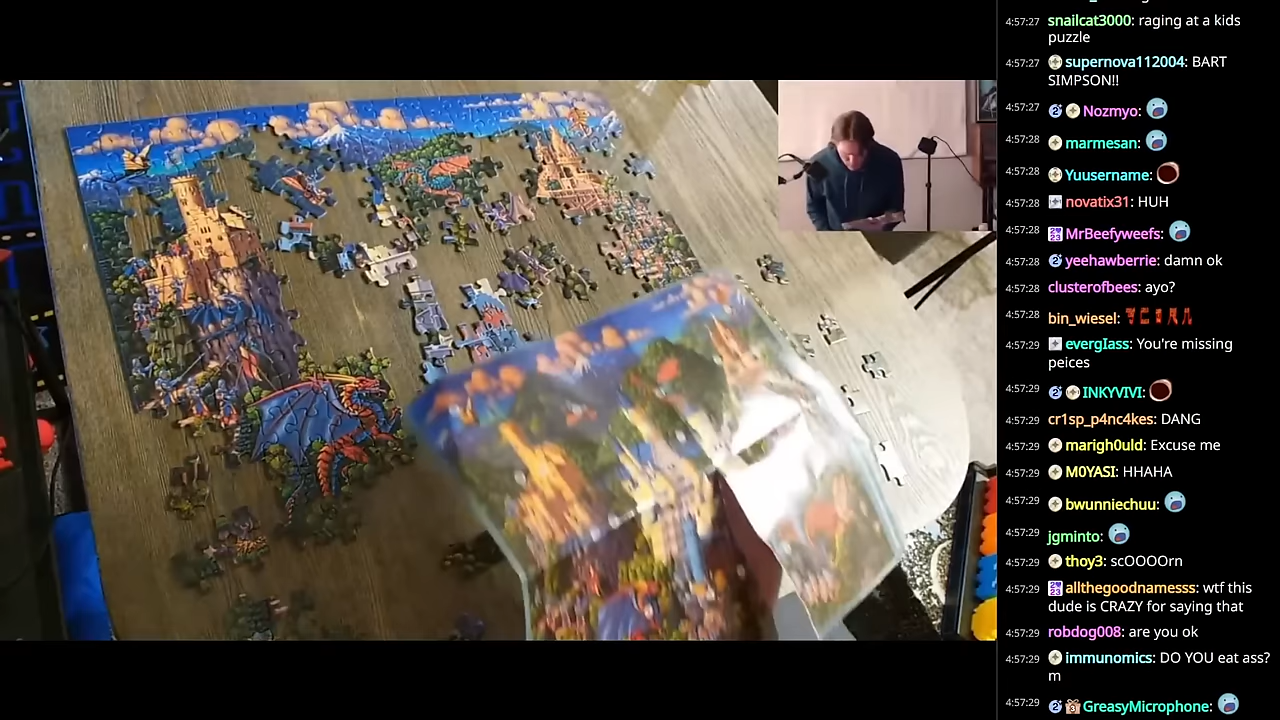 4:57:27 snailcat3000: raging at a kids
puzzle
4:57:27 supernova112004: BART
SIMPSON!!
4:57:27 Nozmyo:
4:57:28 marmesan:
4:57:28 Yuusername:
4:57:28 novatix31: HUH
4:57:28 MrBeefyweefs:
4:57:28 yeehawberrie: damn ok
4:57:28 clusterofbees: ayo?
4:57:28 bin_wiesel:
4:57:29 evergIass: You're missing
peices
4:57:29 INKYVIVI:
4:57:29 cr1sp_p4nc4kes: DANG
4:57:29 marigh0uld: Excuse me
4:57:29 M0YASI: HHAHA
4:57:29 bwunniechuu:
4:57:29 jgminto:
4:57:29 thoy3: scOOOOrn
4:57:29 allthegoodnamesss: wtf this
dude is CRAZY for saying that
4:57:29 robdog008: are you ok
4:57:29 immunomics: DO YOU eat ass?
m
4:57:29 GreasyMicrophone: